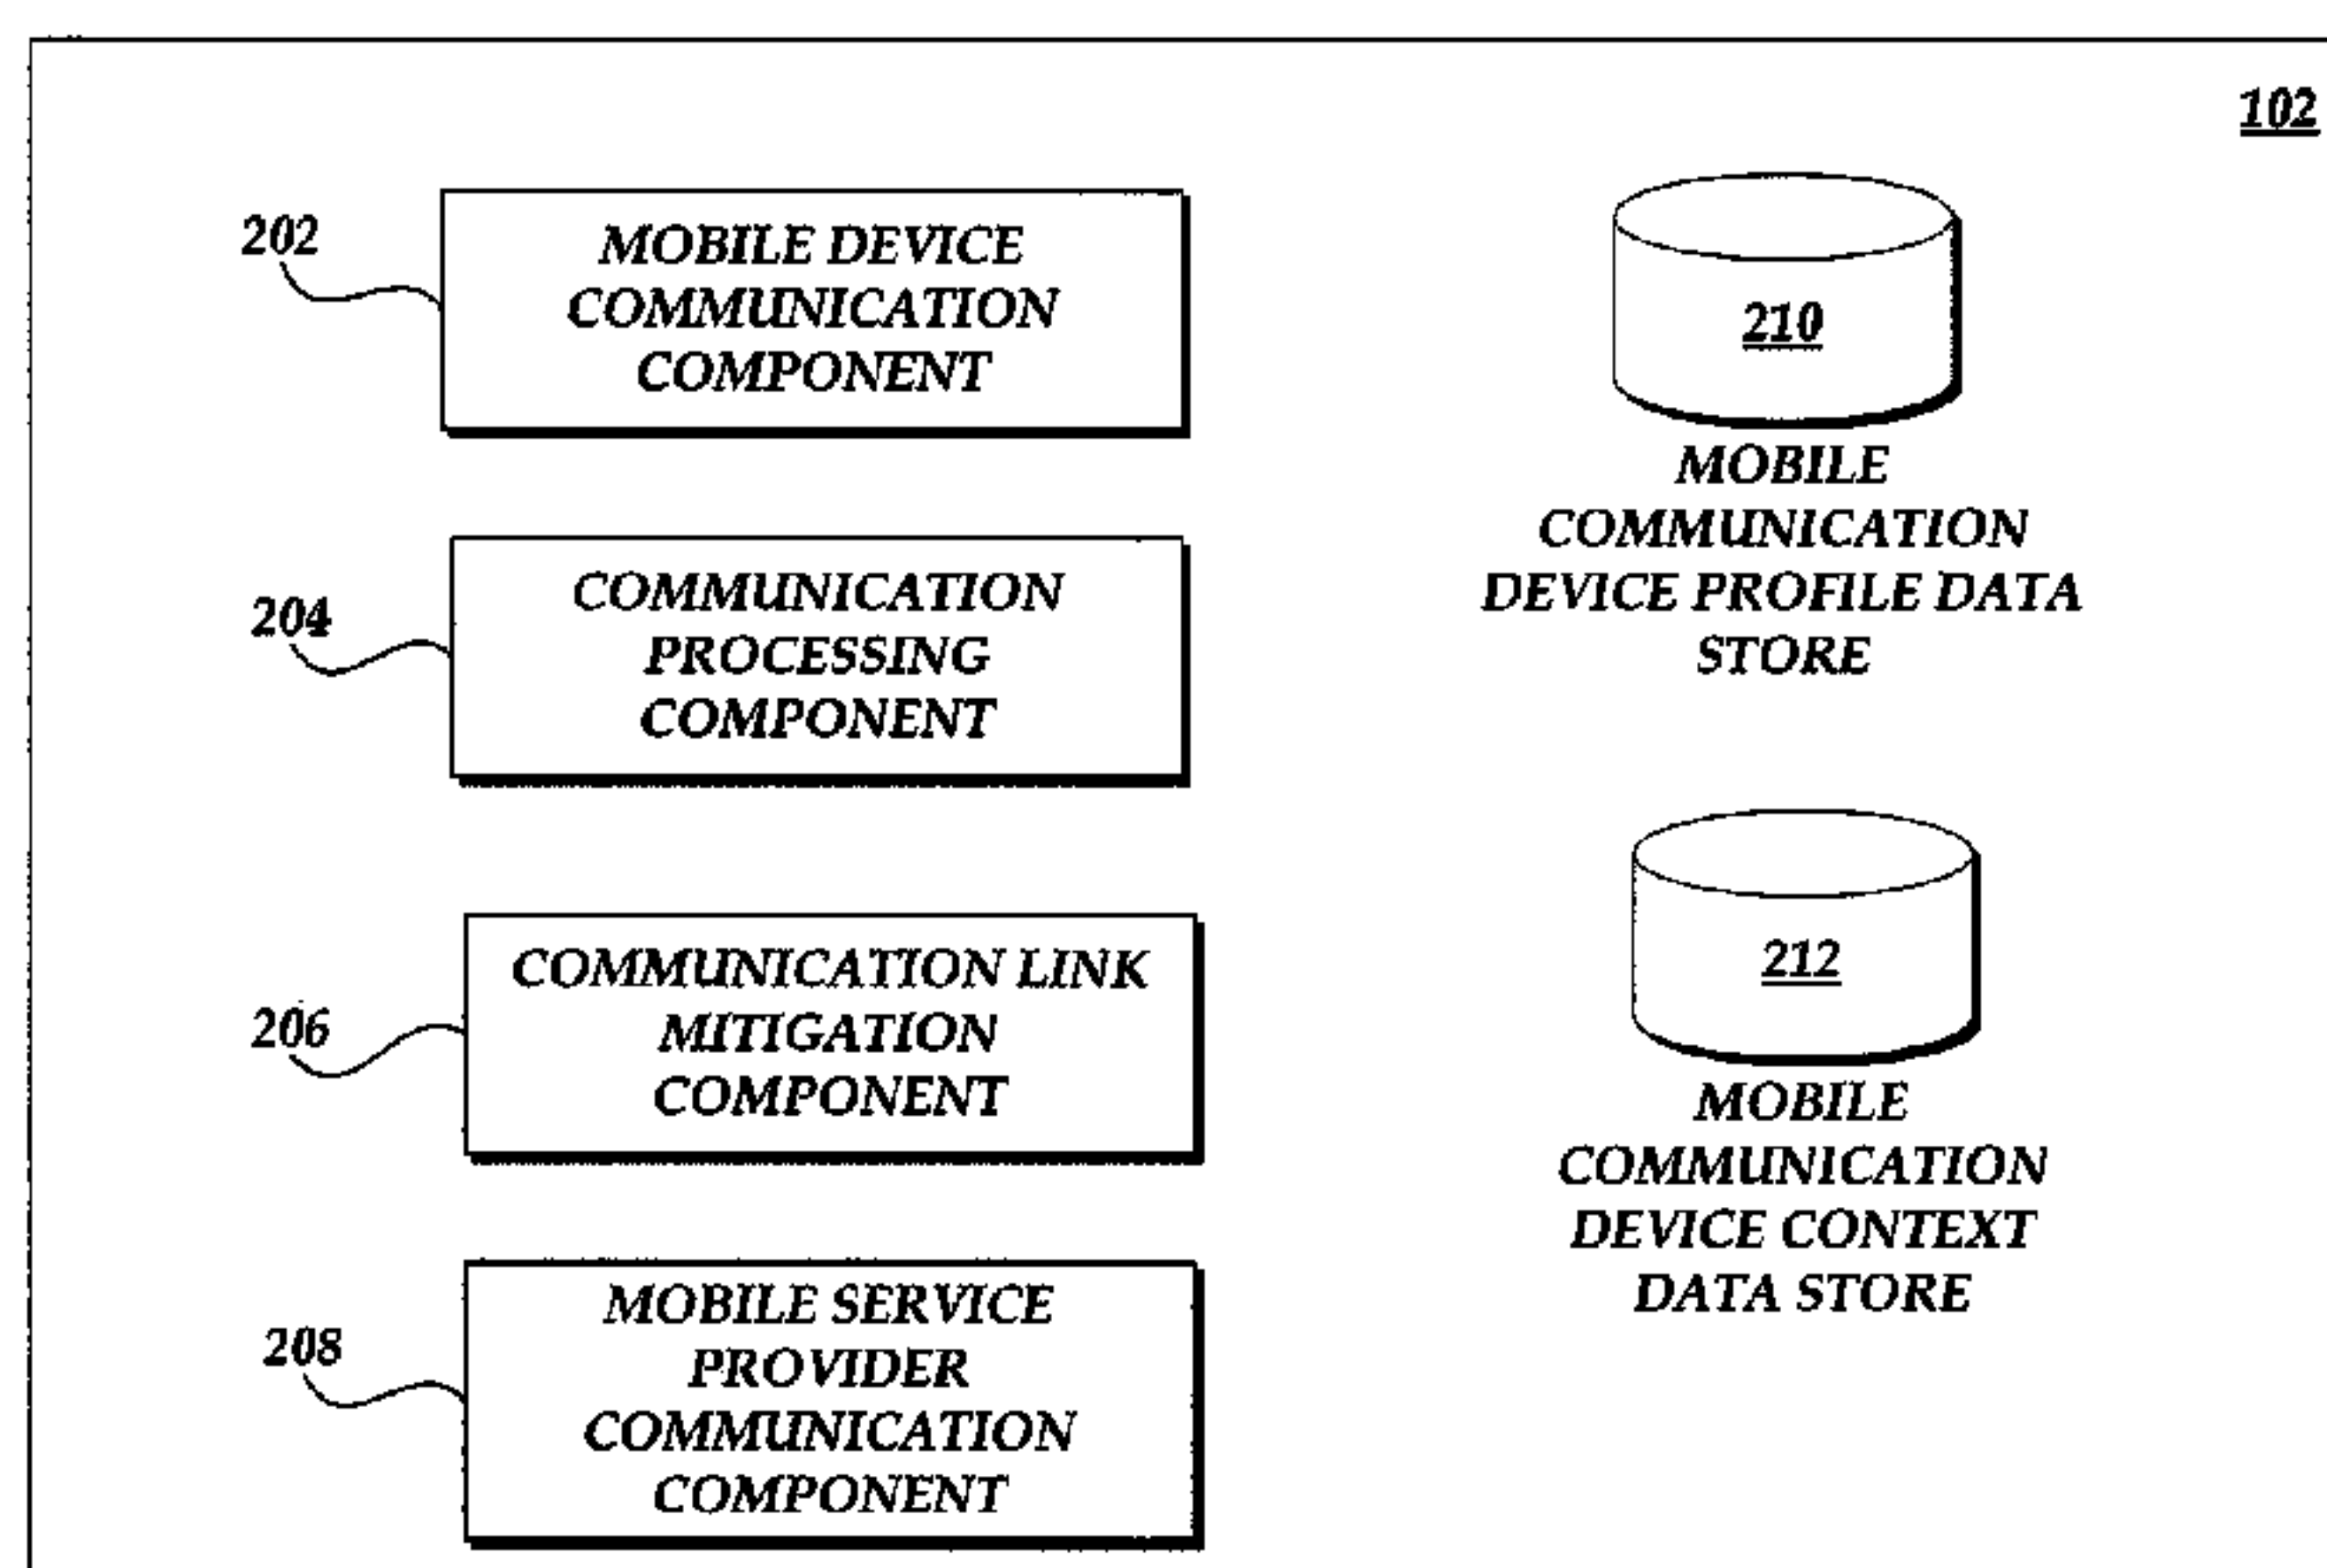 102
202
MOBILE DEVICE
COMMUNICATION
COMPONENT
204
COMMUNICATION
PROCESSING
COMPONENT
206
COMMUNICATION LINK
MITIGATION
COMPONENT
208
MOBILE SERVICE
PROVIDER
COMMUNICATION
COMPONENT
210
MOBILE
COMMUNICATION
DEVICE PROFILE DATA
STORE
212
MOBILE
COMMUNICATION
DEVICE CONTEXT
DATA STORE